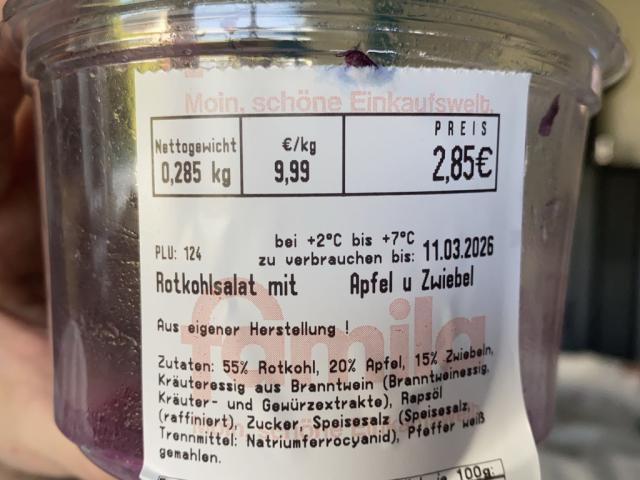 Moin, schöne Einkaufswelt.
Nettogewicht €/kg PREIS
0,285 kg 9,99 2,85€
bei +2°C bis +7°C
PLU: 124 zu verbrauchen bis: 11.03.2026
Rotkohlsalat mit Apfel u Zwiebel
Aus eigener Herstellung !
famila
Zutaten: 55% Rotkohl, 20% Apfel, 15% Zwiebeln,
Kräuteressig aus Branntwein (Branntweinessig,
Kräuter- und Gewürzextrakte), Rapsöl
(raffiniert), Zucker, Speisesalz (Speisesalz,
Trennmittel: Natriumferrocyanid), Pfeffer weiß
gemahlen.
100g: